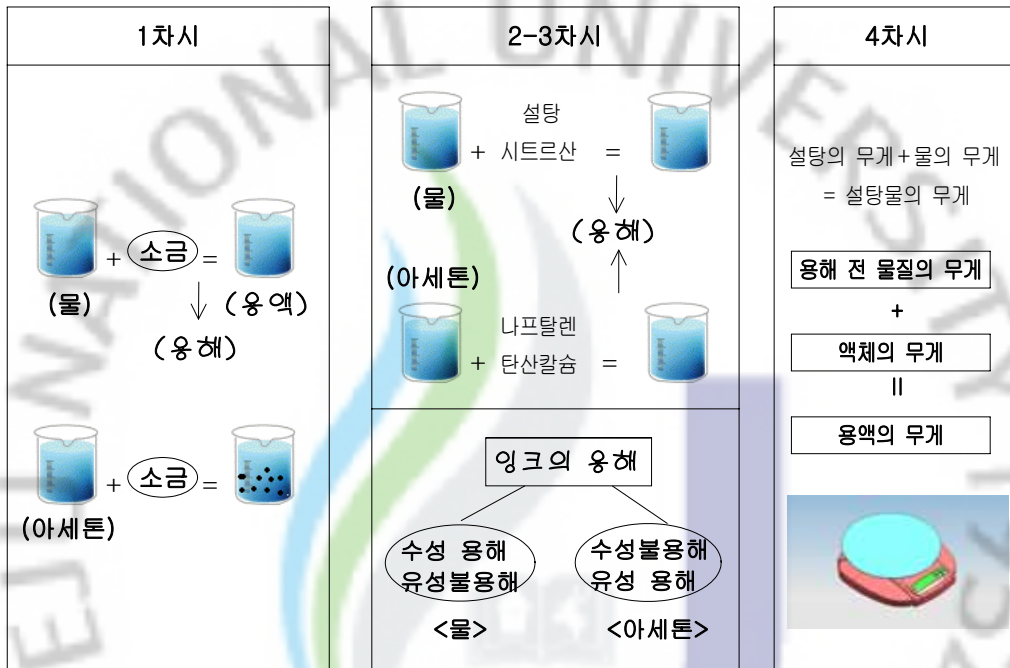 1차시
+ 소금 =
(물)
(용액)
(용해)
+ 소금 =
(아세톤)
2-3차시
설탕
+ 시트르산 =
(물)
(용해)
(아세톤)
나프탈렌
+ 탄산칼슘 =
잉크의 용해
수성 용해
유성불용해
<물>
수성불용해
유성 용해
<아세톤>
4차시
설탕의 무게+물의 무게
= 설탕물의 무게
용해 전 물질의 무게
+
액체의 무게
=
용액의 무게
NATIONAL UNIVERSITY